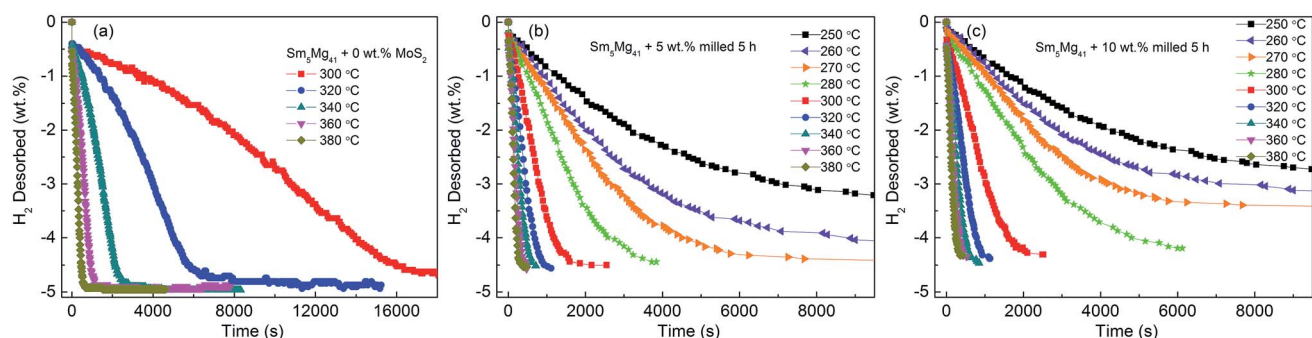 (a)
Sm₅Mg₄₁ + 0 wt.% MoS₂
300 °C
320 °C
340 °C
360 °C
380 °C
0
-1
-2
-3
-4
-5
H₂ Desorbed (wt.%)
0 4000 8000 12000 16000
Time (s)
(b)
Sm₅Mg₄₁ + 5 wt.% milled 5 h
250 °C
260 °C
270 °C
280 °C
300 °C
320 °C
340 °C
360 °C
380 °C
0
-1
-2
-3
-4
-5
H₂ Desorbed (wt.%)
0 2000 4000 6000 8000
Time (s)
(c)
Sm₅Mg₄₁ + 10 wt.% milled 5 h
250 °C
260 °C
270 °C
280 °C
300 °C
320 °C
340 °C
360 °C
380 °C
0
-1
-2
-3
-4
-5
H₂ Desorbed (wt.%)
0 2000 4000 6000 8000
Time (s)